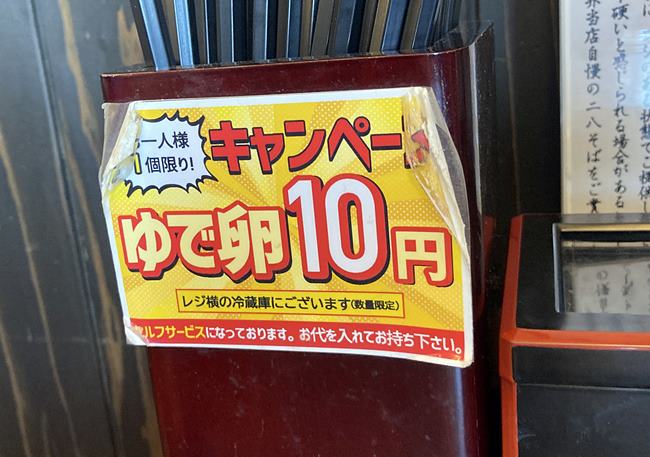 一人様
1個限り!
キャンペー
ゆで卵10円
レジ横の冷蔵庫にございます(数量限定)
セルフサービスになっております。お代を入れてお持ち下さい。
硬いと感じられる場合がある
弁当店自慢の二八そばをご賞